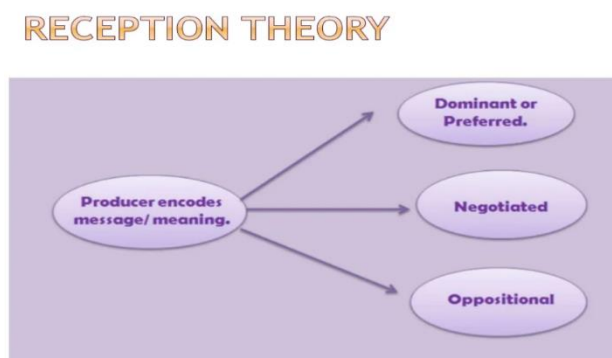 RECEPTION THEORY
Dominant or
Preferred.
Producer encodes
message/ meaning.
Negotiated
Oppositional